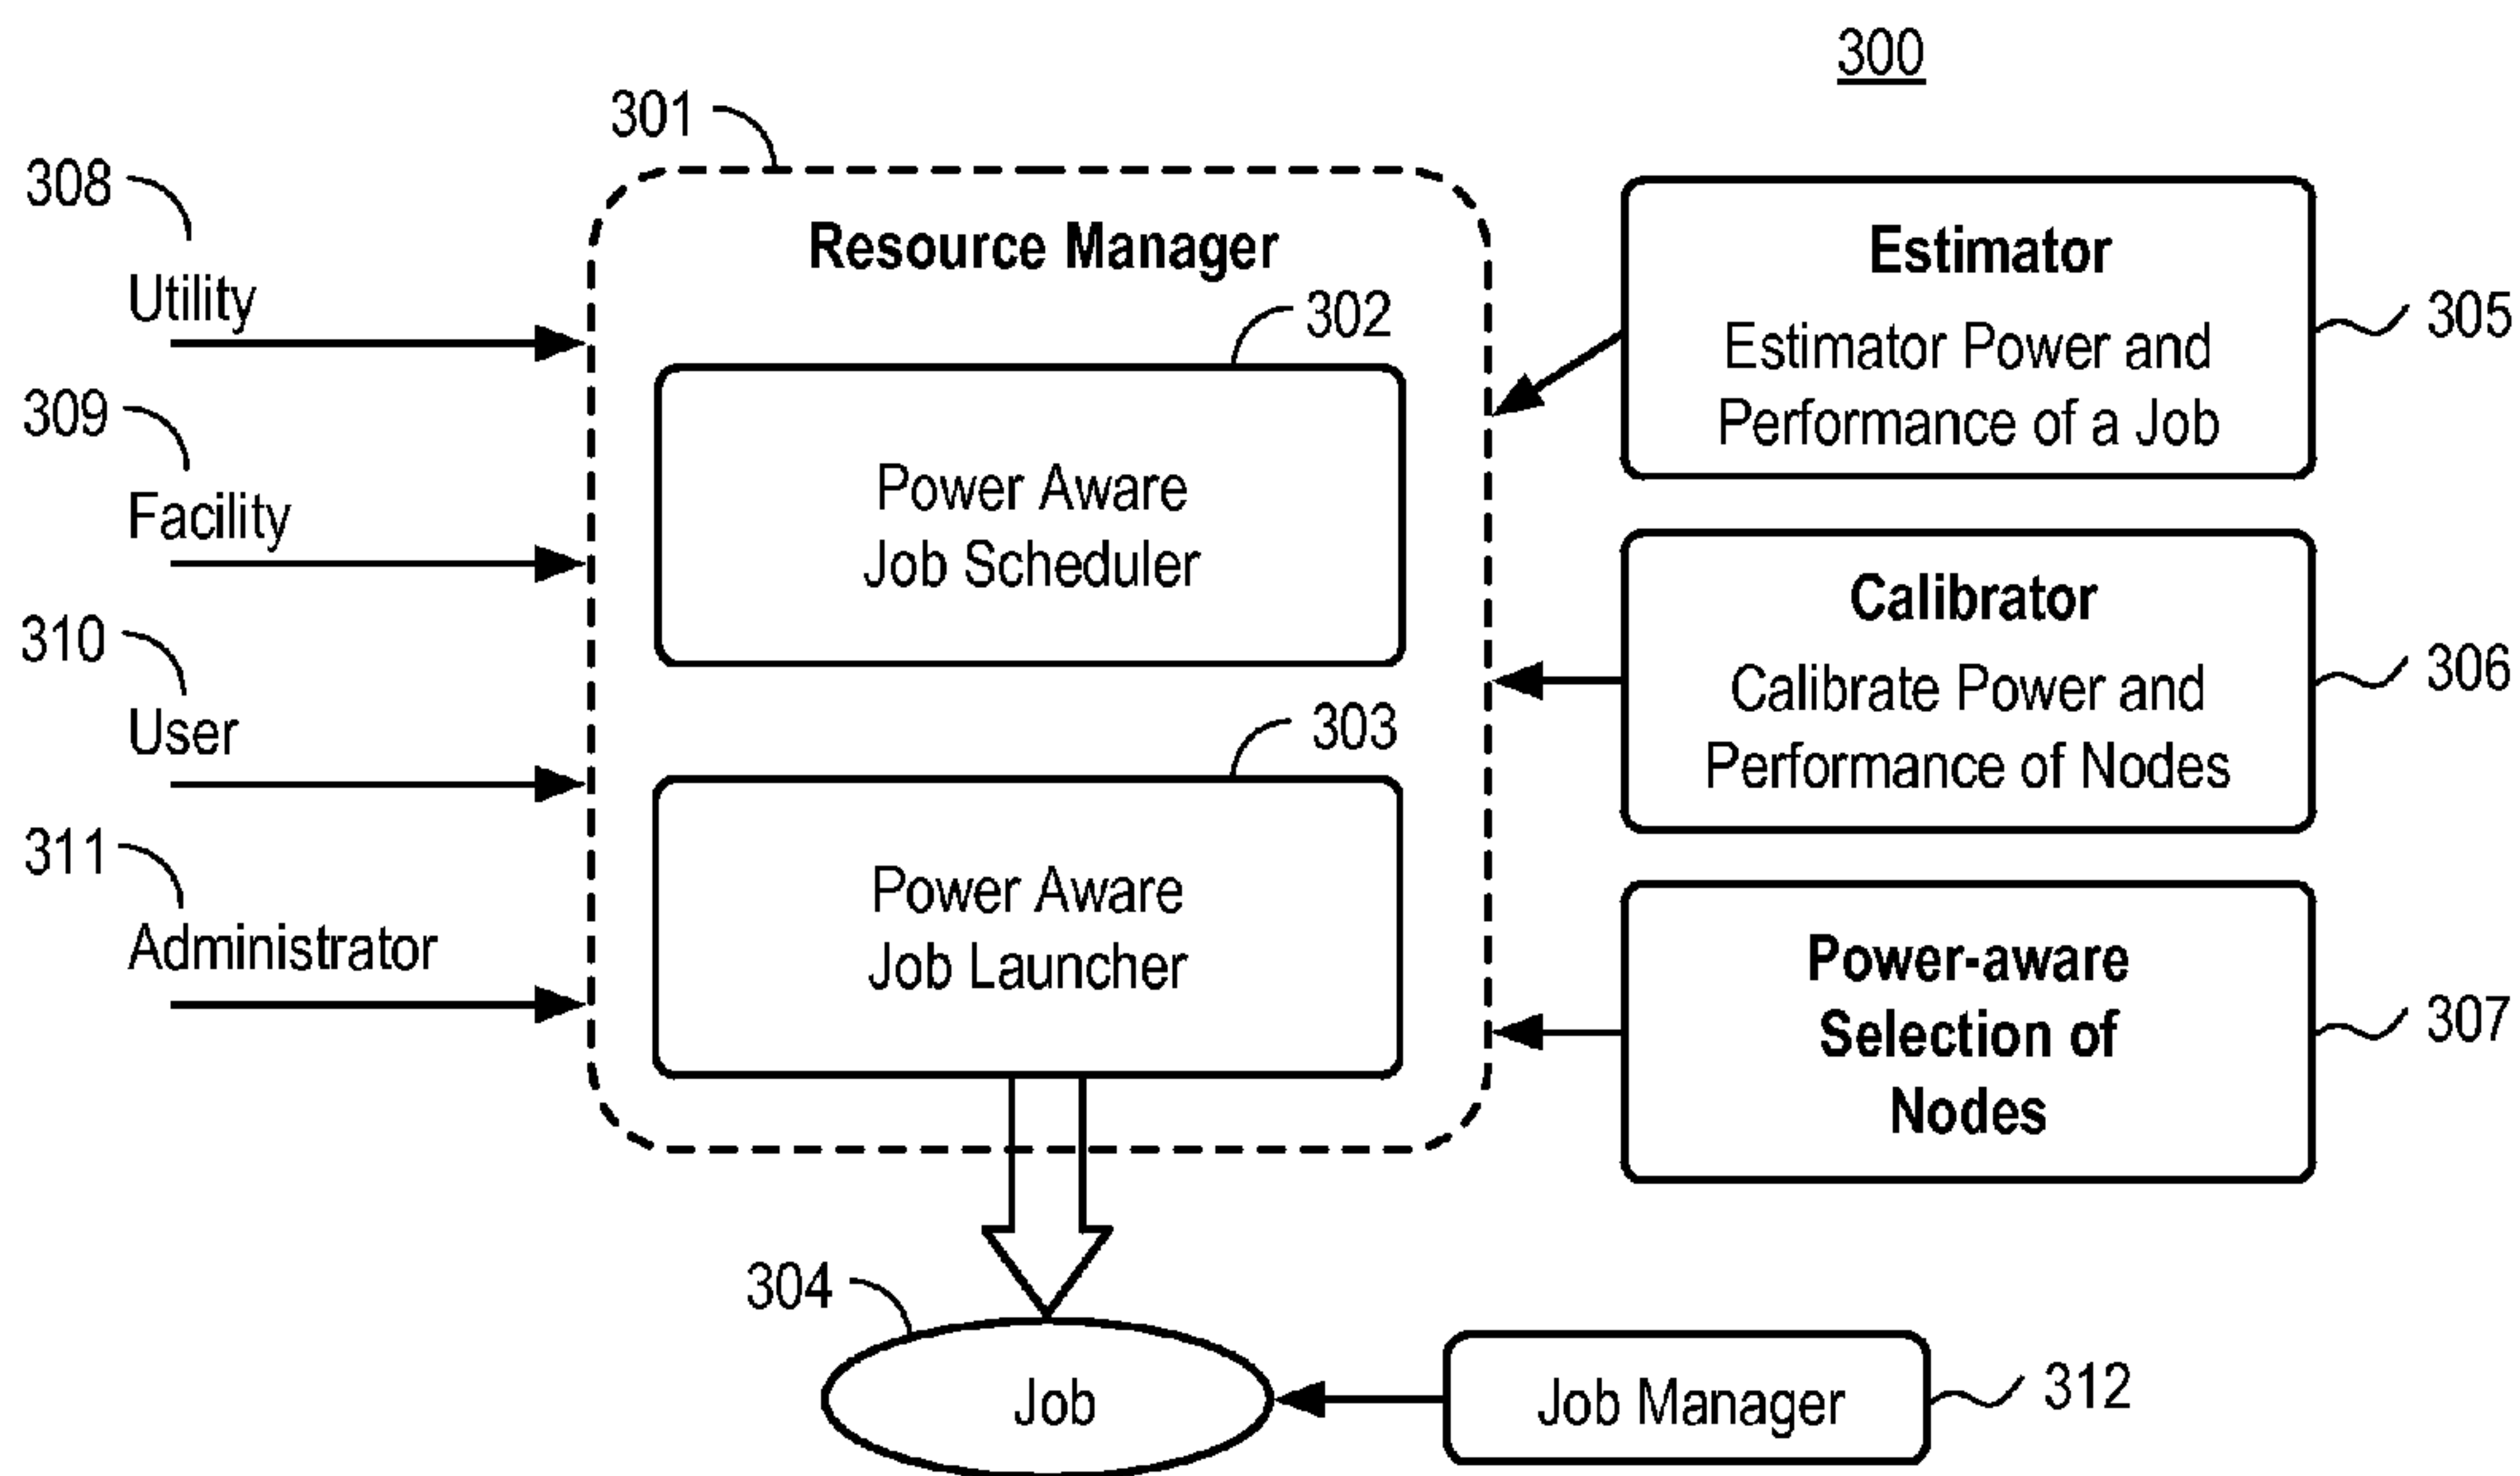 300
301
308
Utility
309
Facility
310
User
311
Administrator
Resource Manager
302
Power Aware
Job Scheduler
303
Power Aware
Job Launcher
Estimator
Estimator Power and
Performance of a Job
305
Calibrator
Calibrate Power and
Performance of Nodes
306
Power-aware
Selection of
Nodes
307
304
Job
Job Manager
312